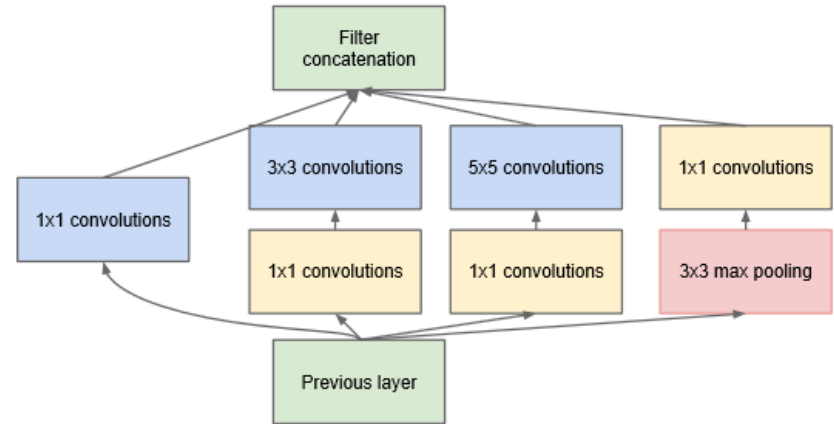 Filter
concatenation
3x3 convolutions
5x5 convolutions
1x1 convolutions
1x1 convolutions
1x1 convolutions
1x1 convolutions
3x3 max pooling
Previous layer